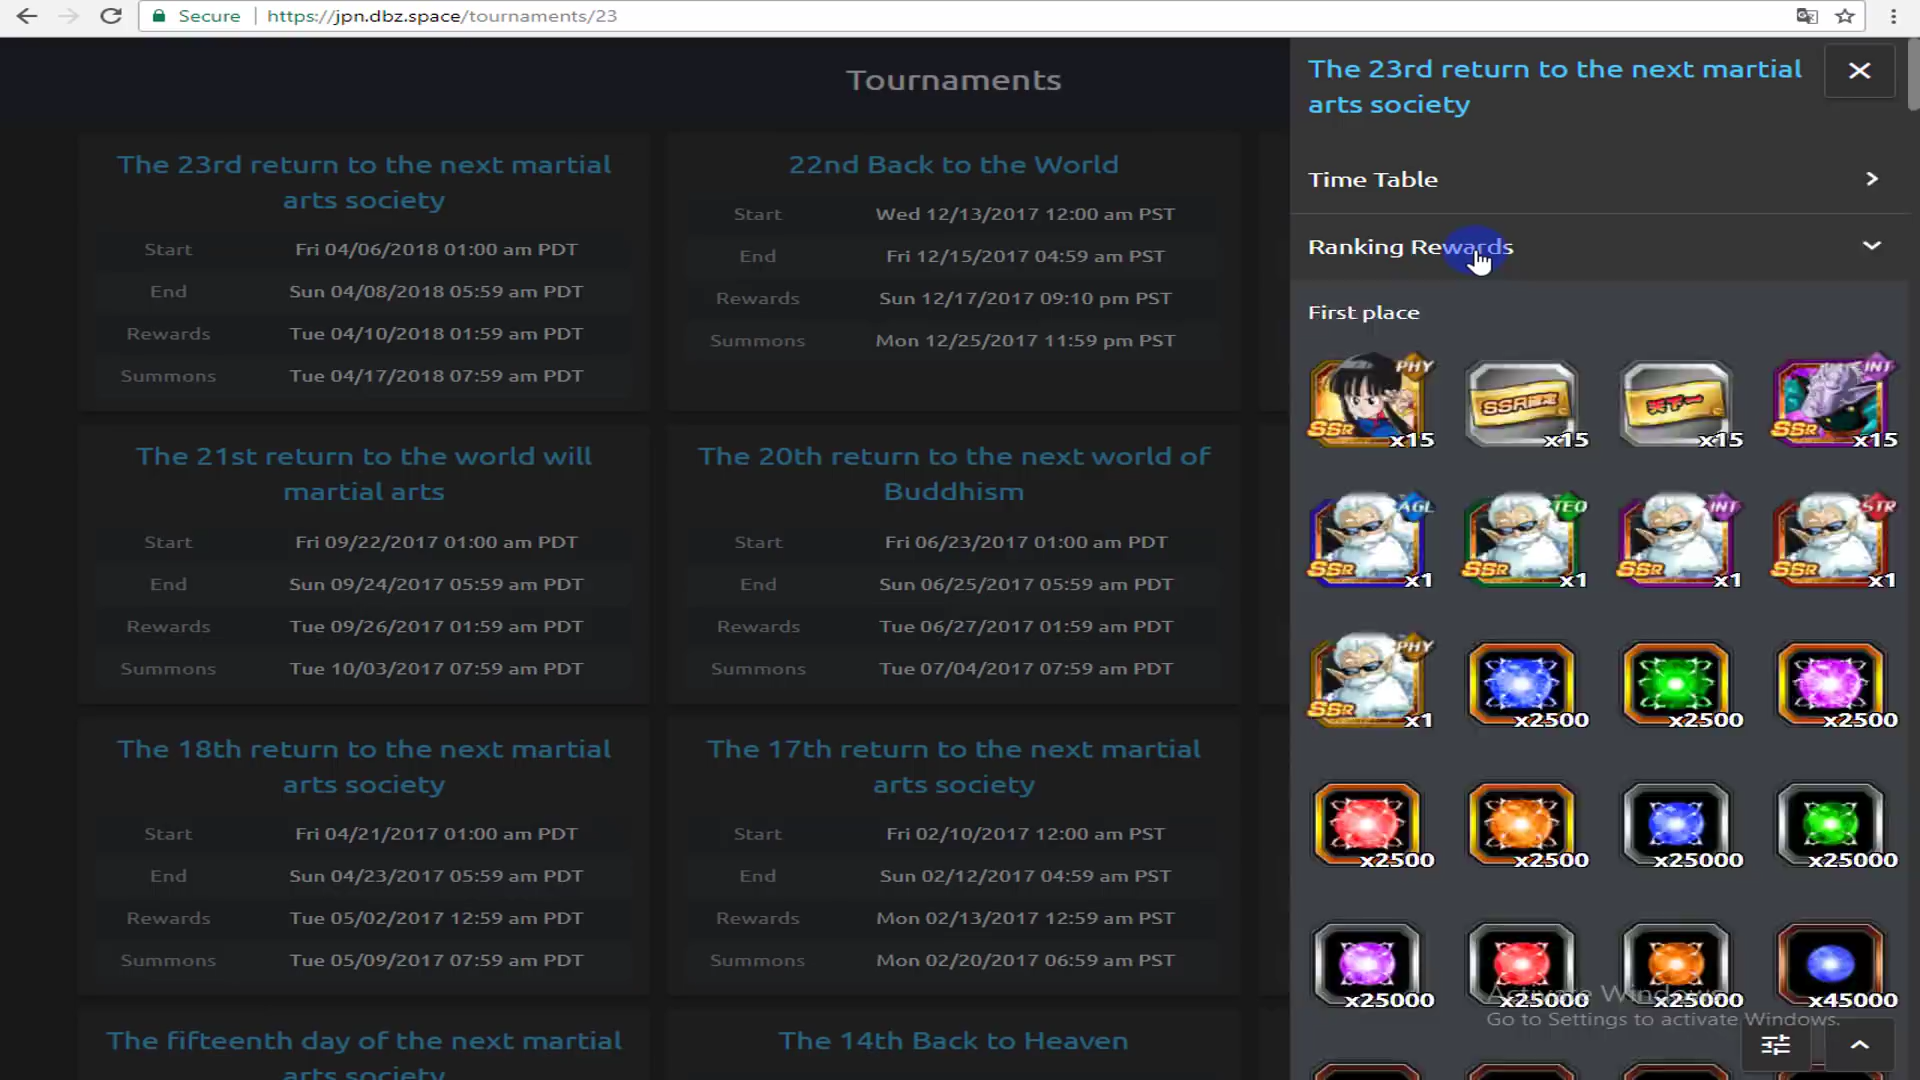 Secure
https://jpn.dbz.space/tournaments/23
Tournaments
The 23rd return to the next martial
arts society
Start Fri 04/06/2018 01:00 am PDT
End Sun 04/08/2018 05:59 am PDT
Rewards Tue 04/10/2018 01:59 am PDT
Summons Tue 04/17/2018 07:59 am PDT
22nd Back to the World
Start Wed 12/13/2017 12:00 am PST
End Fri 12/15/2017 04:59 am PST
Rewards Sun 12/17/2017 09:10 pm PST
Summons Mon 12/25/2017 11:59 pm PST
The 21st return to the world will
martial arts
Start Fri 09/22/2017 01:00 am PDT
End Sun 09/24/2017 05:59 am PDT
Rewards Tue 09/26/2017 01:59 am PDT
Summons Tue 10/03/2017 07:59 am PDT
The 20th return to the next world of
Buddhism
Start Fri 06/23/2017 01:00 am PDT
End Sun 06/25/2017 05:59 am PDT
Rewards Tue 06/27/2017 01:59 am PDT
Summons Tue 07/04/2017 07:59 am PDT
The 18th return to the next martial
arts society
Start Fri 04/21/2017 01:00 am PDT
End Sun 04/23/2017 05:59 am PDT
Rewards Tue 05/02/2017 12:59 am PDT
Summons Tue 05/09/2017 07:59 am PDT
The 17th return to the next martial
arts society
Start Fri 02/10/2017 12:00 am PST
End Sun 02/12/2017 04:59 am PST
Rewards Mon 02/13/2017 12:59 am PST
Summons Mon 02/20/2017 06:59 am PST
The fifteenth day of the next martial
arts society
The 14th Back to Heaven
The 23rd return to the next martial
arts society
Time Table
Ranking Rewards
First place
PHY SSR x15
SSR確定 x15
天下一 x15
INT SSR x15
AGL SSR x1
TEQ SSR x1
INT SSR x1
STR SSR x1
PHY SSR x1
x2500
x2500
x2500
x2500
x2500
x25000
x25000
x25000
x25000
x25000
x45000
Activate Windows
Go to Settings to activate Windows.